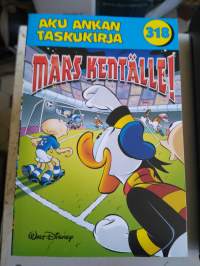 AKU ANKAN
TASKUKIRJA
318
MARS KENTÄLLE!
WALT DISNEY